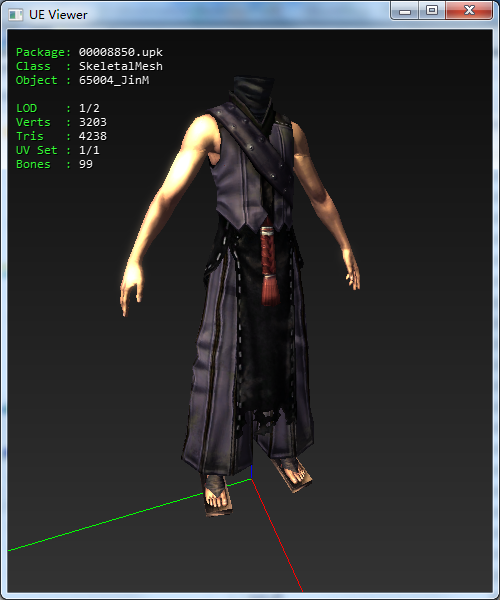 UE Viewer
Package: 00008850.upk
Class  : SkeletalMesh
Object : 65004_JinM
LOD    : 1/2
Verts  : 3203
Tris   : 4238
UV Set : 1/1
Bones  : 99